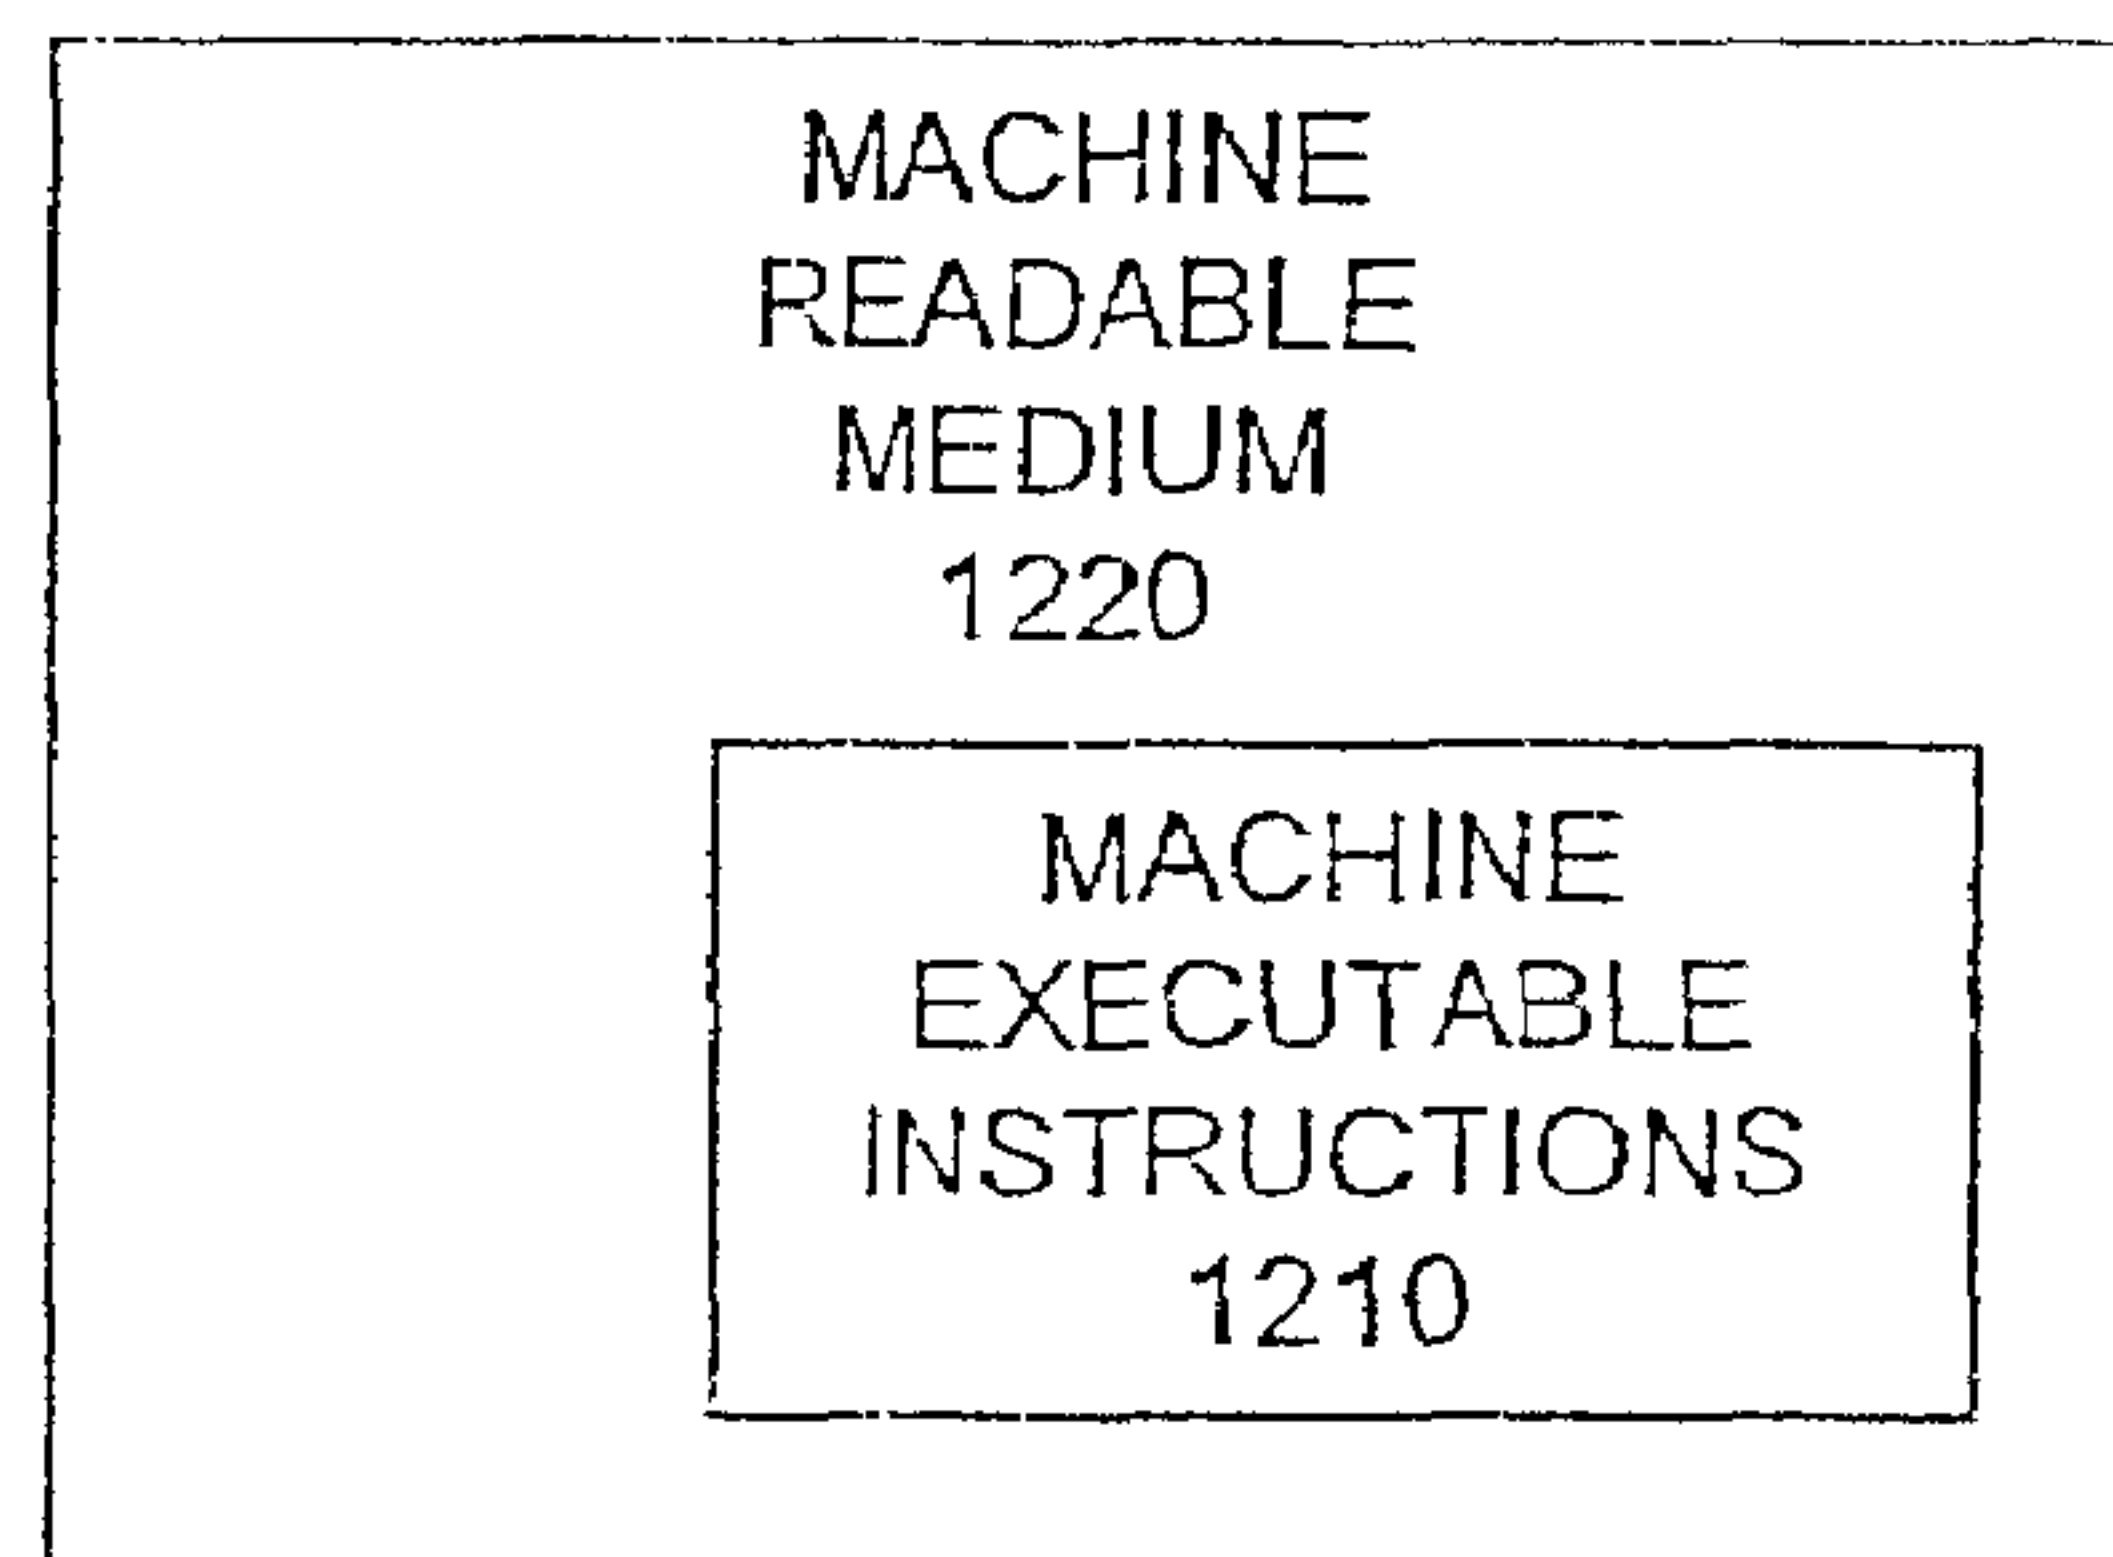 MACHINE
READABLE
MEDIUM
1220
MACHINE
EXECUTABLE
INSTRUCTIONS
1210